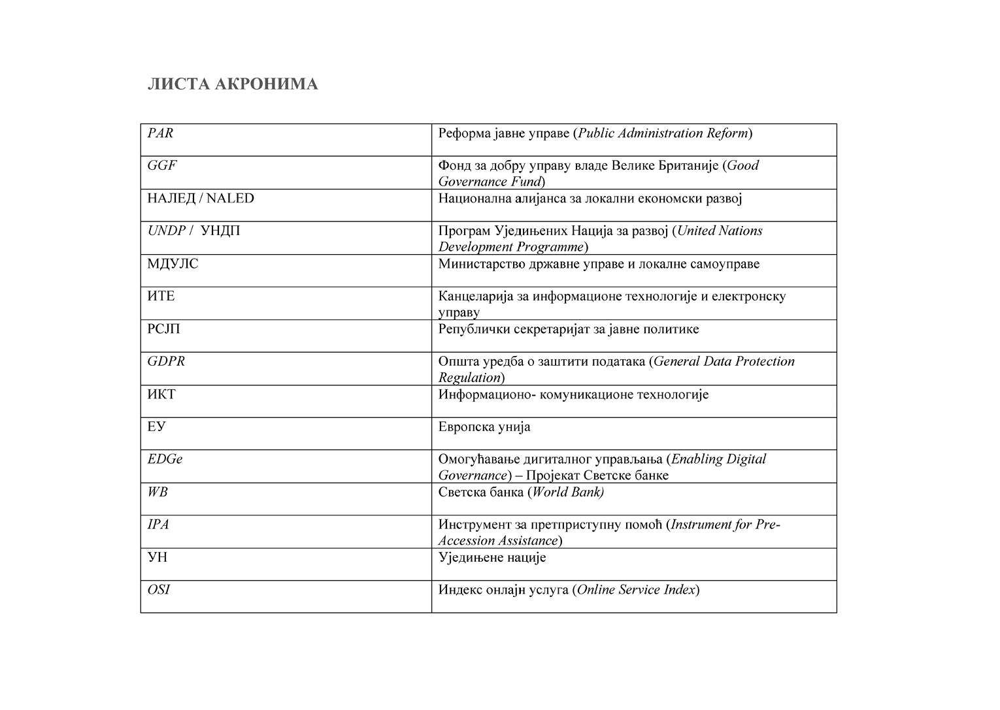 ЛИСТА АКРОНИМА
PAR
Реформа јавне управе (Public Administration Reform)
GGF
Фонд за добру управу владе Велике Британије (Good
Governance Fund)
НАЛЕД / NALED
Национална алијанса за локални економски развој
UNDP / УНДП
Програм Уједињених Нација за развој (United Nations
Development Programme)
МДУЛС
Министарство државне управе и локалне самоуправе
ИТЕ
Канцеларија за информационе технологије и електронску
управу
РСЈП
Републички секретаријат за јавне политике
GDPR
Општа уредба о заштити података (General Data Protection
Regulation)
ИКТ
Информационо- комуникационе технологије
ЕУ
Европска унија
EDGe
Омогућавање дигиталног управљања (Enabling Digital
Governance) – Пројекат Светске банке
WB
Светска банка (World Bank)
IPA
Инструмент за претприступну помоћ (Instrument for Pre-
Accession Assistance)
УН
Уједињене нације
OSI
Индекс онлајн услуга (Online Service Index)